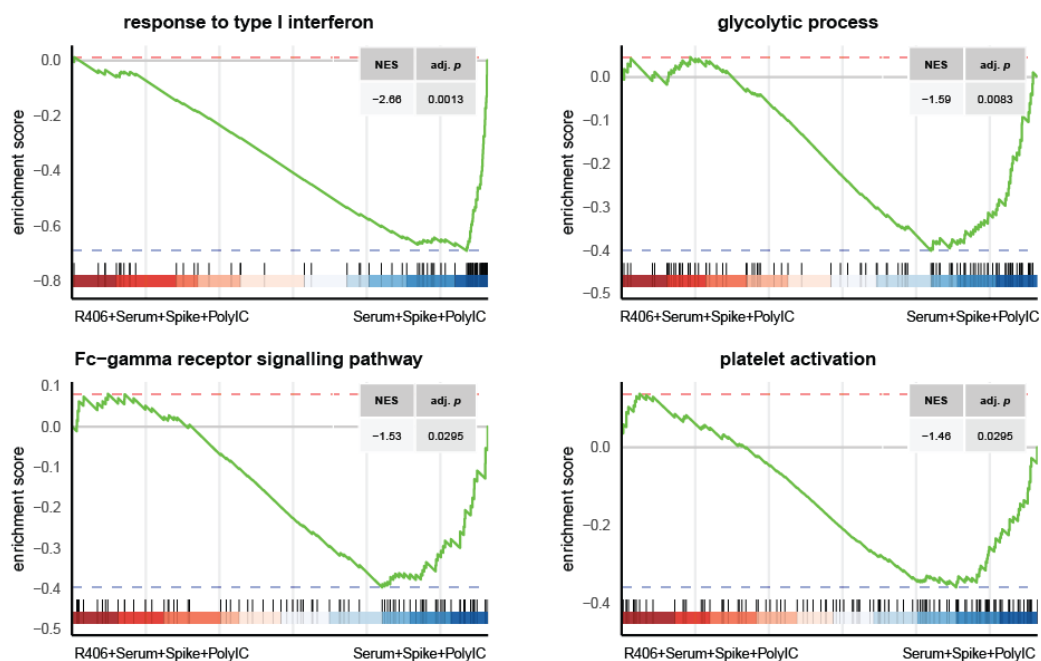 response to type I interferon
enrichment score
0.0
−0.2
−0.4
−0.6
−0.8
NES adj. p
−2.66 0.0013
R406+Serum+Spike+PolyIC Serum+Spike+PolyIC
glycolytic process
enrichment score
0.0
−0.1
−0.2
−0.3
−0.4
−0.5
NES adj. p
−1.59 0.0083
R406+Serum+Spike+PolyIC Serum+Spike+PolyIC
Fc−gamma receptor signalling pathway
enrichment score
0.1
0.0
−0.1
−0.2
−0.3
−0.4
−0.5
NES adj. p
−1.53 0.0295
R406+Serum+Spike+PolyIC Serum+Spike+PolyIC
platelet activation
enrichment score
0.0
−0.2
−0.4
NES adj. p
−1.46 0.0295
R406+Serum+Spike+PolyIC Serum+Spike+PolyIC